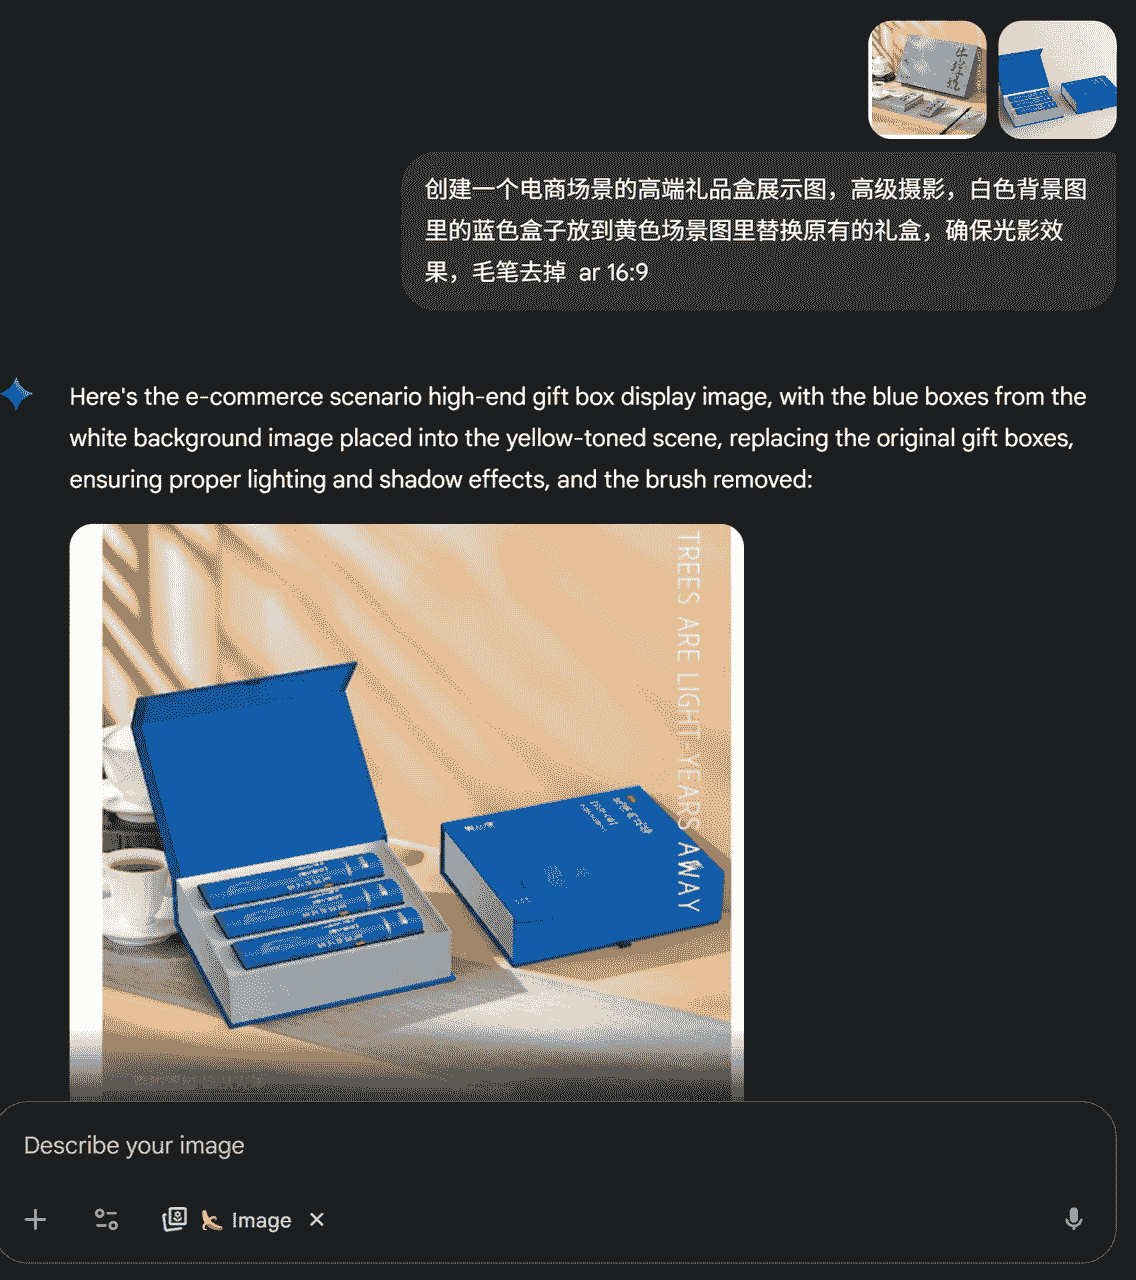 创建一个电商场景的高端礼品盒展示图，高级摄影，白色背景图
里的蓝色盒子放到黄色场景图里替换原有的礼盒，确保光影效
果，毛笔去掉 ar 16:9
Here's the e-commerce scenario high-end gift box display image, with the blue boxes from the
white background image placed into the yellow-toned scene, replacing the original gift boxes,
ensuring proper lighting and shadow effects, and the brush removed:
TREES ARE LIGHT-YEARS AWAY
Describe your image
Image